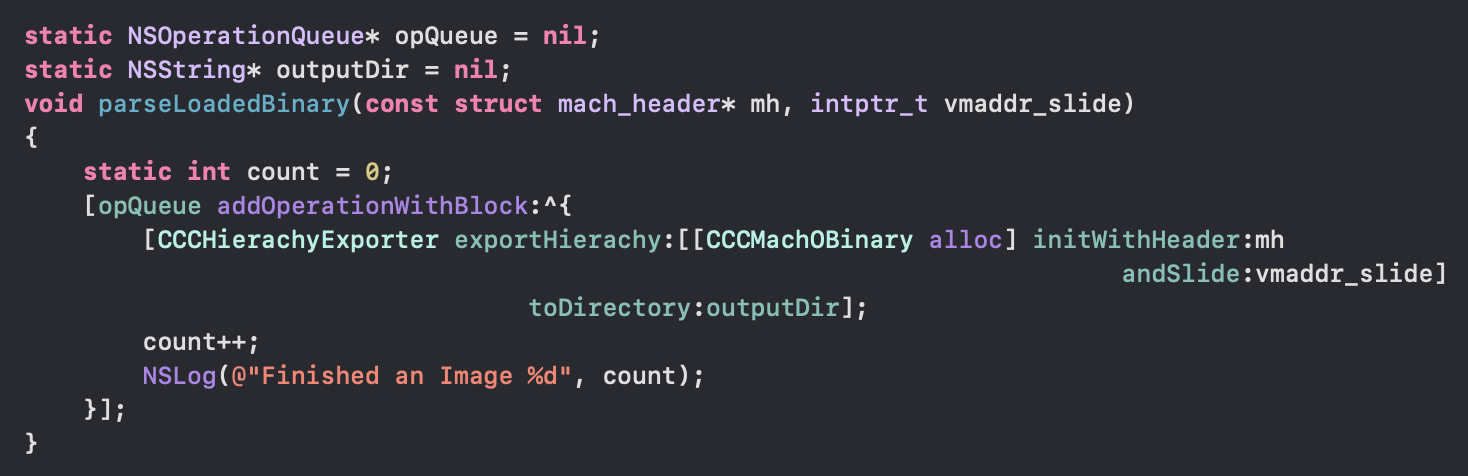 static NSOperationQueue* opQueue = nil;
static NSString* outputDir = nil;
void parseLoadedBinary(const struct mach_header* mh, intptr_t vmaddr_slide)
{
    static int count = 0;
    [opQueue addOperationWithBlock:^{
        [CCCHierachyExporter exportHierachy:[[CCCMachOBinary alloc] initWithHeader:mh
                                                                          andSlide:vmaddr_slide]
                                  toDirectory:outputDir];
        count++;
        NSLog(@"Finished an Image %d", count);
    }];
}